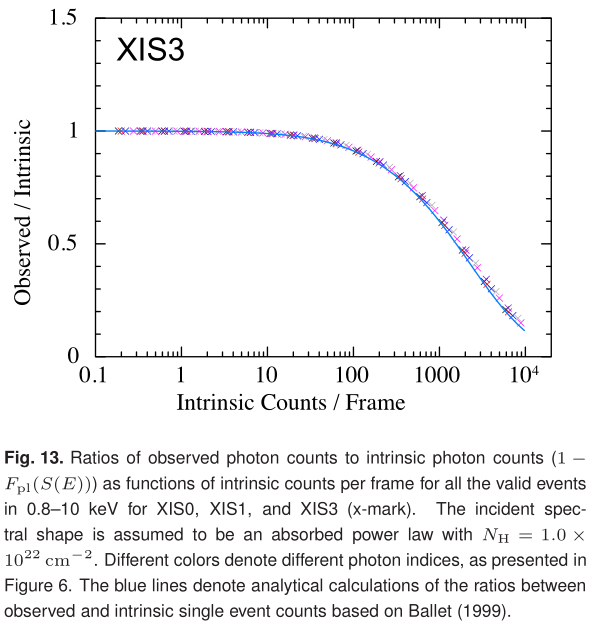 1.5
XIS3
1
Observed / Intrinsic
0.5
0
0.1 1 10 100 1000 10⁴
Intrinsic Counts / Frame
Fig. 13. Ratios of observed photon counts to intrinsic photon counts (1 −
F_pl(S(E))) as functions of intrinsic counts per frame for all the valid events
in 0.8–10 keV for XIS0, XIS1, and XIS3 (x-mark). The incident spec-
tral shape is assumed to be an absorbed power law with N_H = 1.0 ×
10²² cm⁻². Different colors denote different photon indices, as presented in
Figure 6. The blue lines denote analytical calculations of the ratios between
observed and intrinsic single event counts based on Ballet (1999).